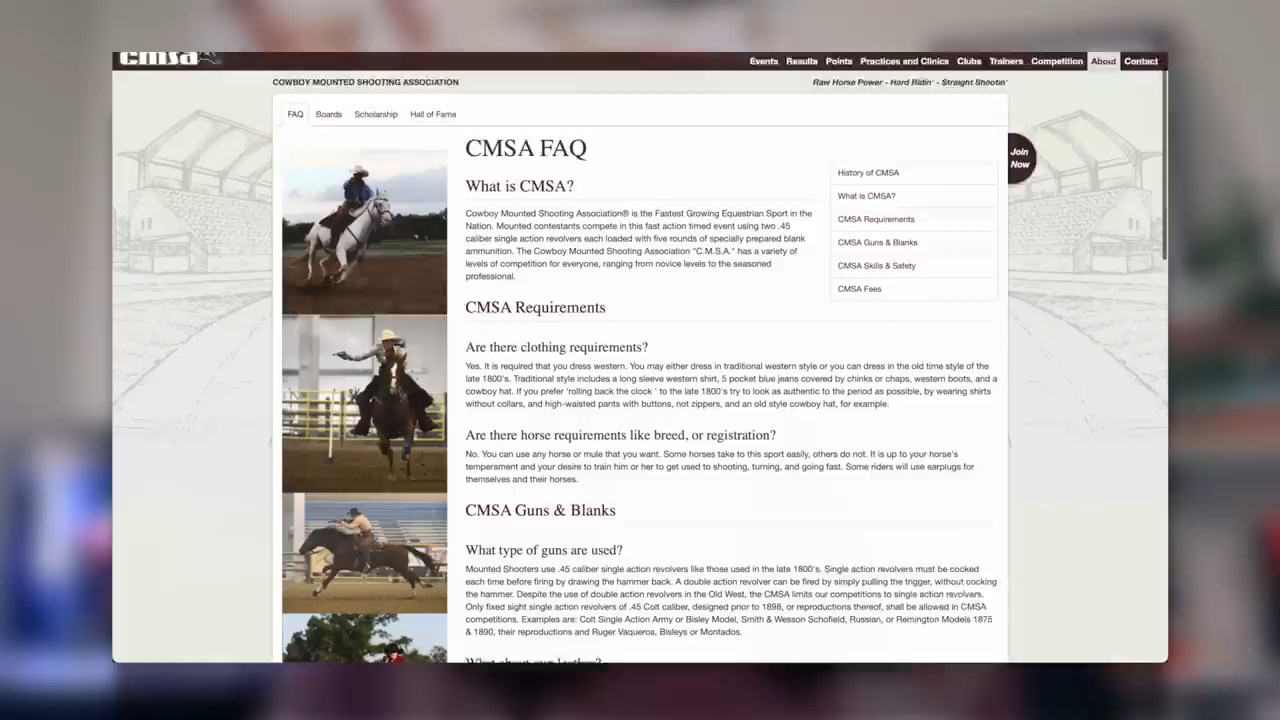 cmsa
Events Results Points Practices and Clinics Clubs Trainers Competition About Contact
COWBOY MOUNTED SHOOTING ASSOCIATION
Raw Horse Power - Hard Ridin' - Straight Shootin'
FAQ Boards Scholarship Hall of Fame
CMSA FAQ
Join
Now
History of CMSA
What is CMSA?
CMSA Requirements
CMSA Guns & Blanks
CMSA Skills & Safety
CMSA Fees
What is CMSA?
Cowboy Mounted Shooting Association® is the Fastest Growing Equestrian Sport in the
Nation. Mounted contestants compete in this fast action timed event using two .45
caliber single action revolvers each loaded with five rounds of specially prepared blank
ammunition. The Cowboy Mounted Shooting Association "C.M.S.A." has a variety of
levels of competition for everyone, ranging from novice levels to the seasoned
professional.
CMSA Requirements
Are there clothing requirements?
Yes. It is required that you dress western. You may either dress in traditional western style or you can dress in the old time style of the
late 1800's. Traditional style includes a long sleeve western shirt, 5 pocket blue jeans covered by chinks or chaps, western boots, and a
cowboy hat. If you prefer 'rolling back the clock ' to the late 1800's try to look as authentic to the period as possible, by wearing shirts
without collars, and high-waisted pants with buttons, not zippers, and an old style cowboy hat, for example.
Are there horse requirements like breed, or registration?
No. You can use any horse or mule that you want. Some horses take to this sport easily, others do not. It is up to your horse's
temperament and your desire to train him or her to get used to shooting, turning, and going fast. Some riders will use earplugs for
themselves and their horses.
CMSA Guns & Blanks
What type of guns are used?
Mounted Shooters use .45 caliber single action revolvers like those used in the late 1800's. Single action revolvers must be cocked
each time before firing by drawing the hammer back. A double action revolver can be fired by simply pulling the trigger, without cocking
the hammer. Despite the use of double action revolvers in the Old West, the CMSA limits our competitions to single action revolvers.
Only fixed sight single action revolvers of .45 Colt caliber, designed prior to 1898, or reproductions thereof, shall be allowed in CMSA
competitions. Examples are: Colt Single Action Army or Bisley Model, Smith & Wesson Schofield, Russian, or Remington Models 1875
& 1890, their reproductions and Ruger Vaqueros, Bisleys or Montados.
What about gun leather?